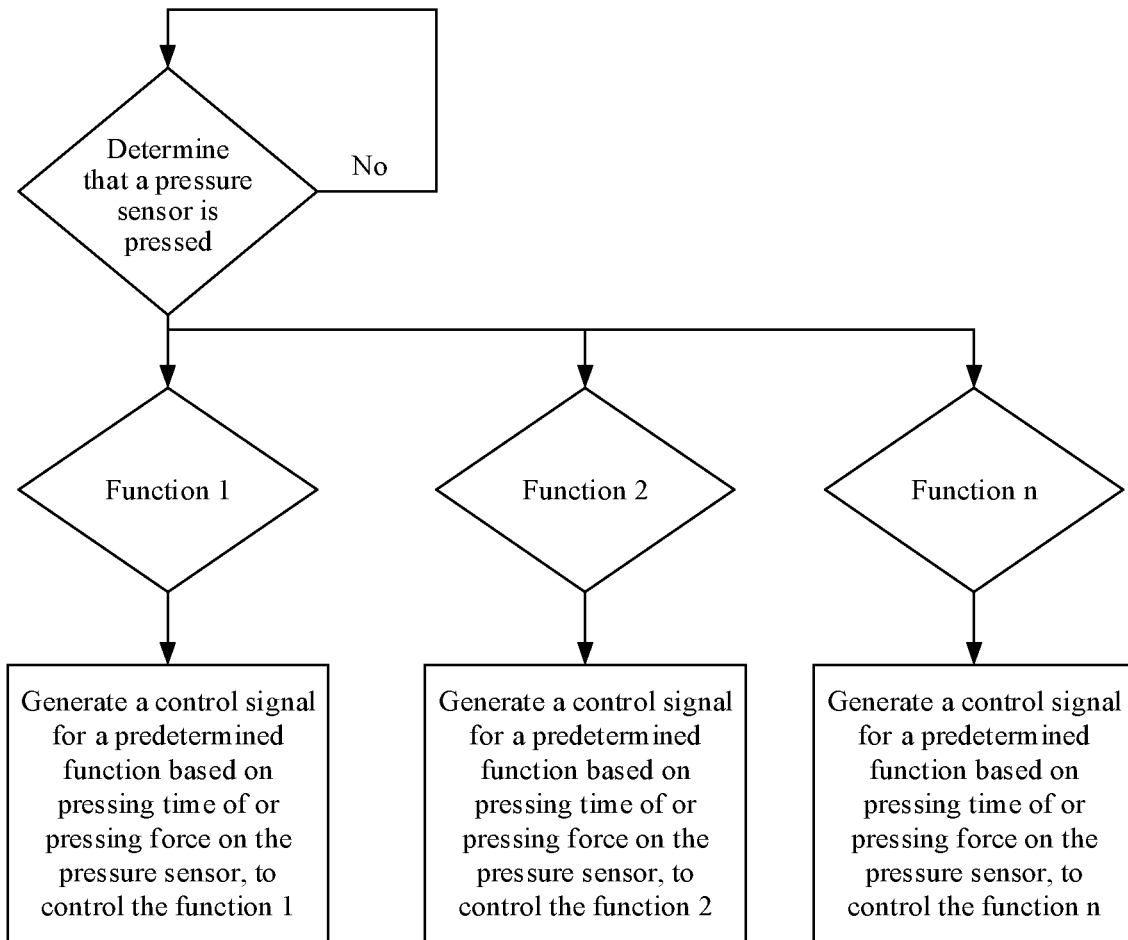 Determine
that a pressure
sensor is
pressed
No
Function 1
Function 2
Function n
Generate a control signal
for a predetermined
function based on
pressing time of or
pressing force on the
pressure sensor, to
control the function 1
Generate a control signal
for a predetermined
function based on
pressing time of or
pressing force on the
pressure sensor, to
control the function 2
Generate a control signal
for a predetermined
function based on
pressing time of or
pressing force on the
pressure sensor, to
control the function n